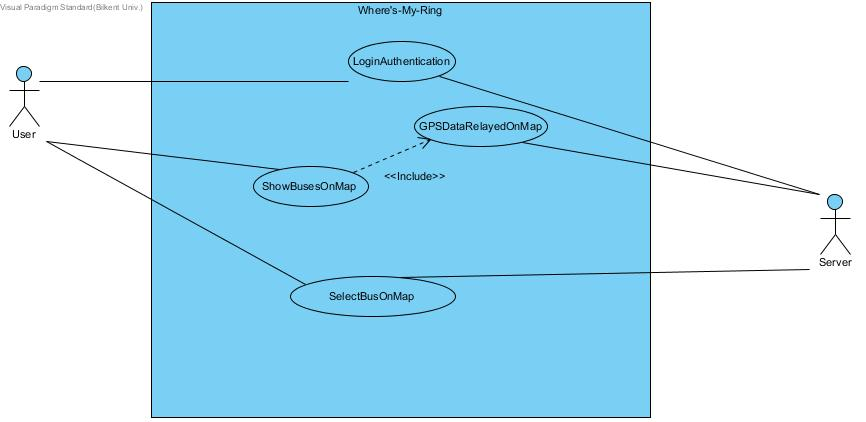 Visual Paradigm Standard(Bilkent Univ.)
Where's-My-Ring
LoginAuthentication
GPSDataRelayedOnMap
User
<<Include>>
ShowBusesOnMap
Server
SelectBusOnMap